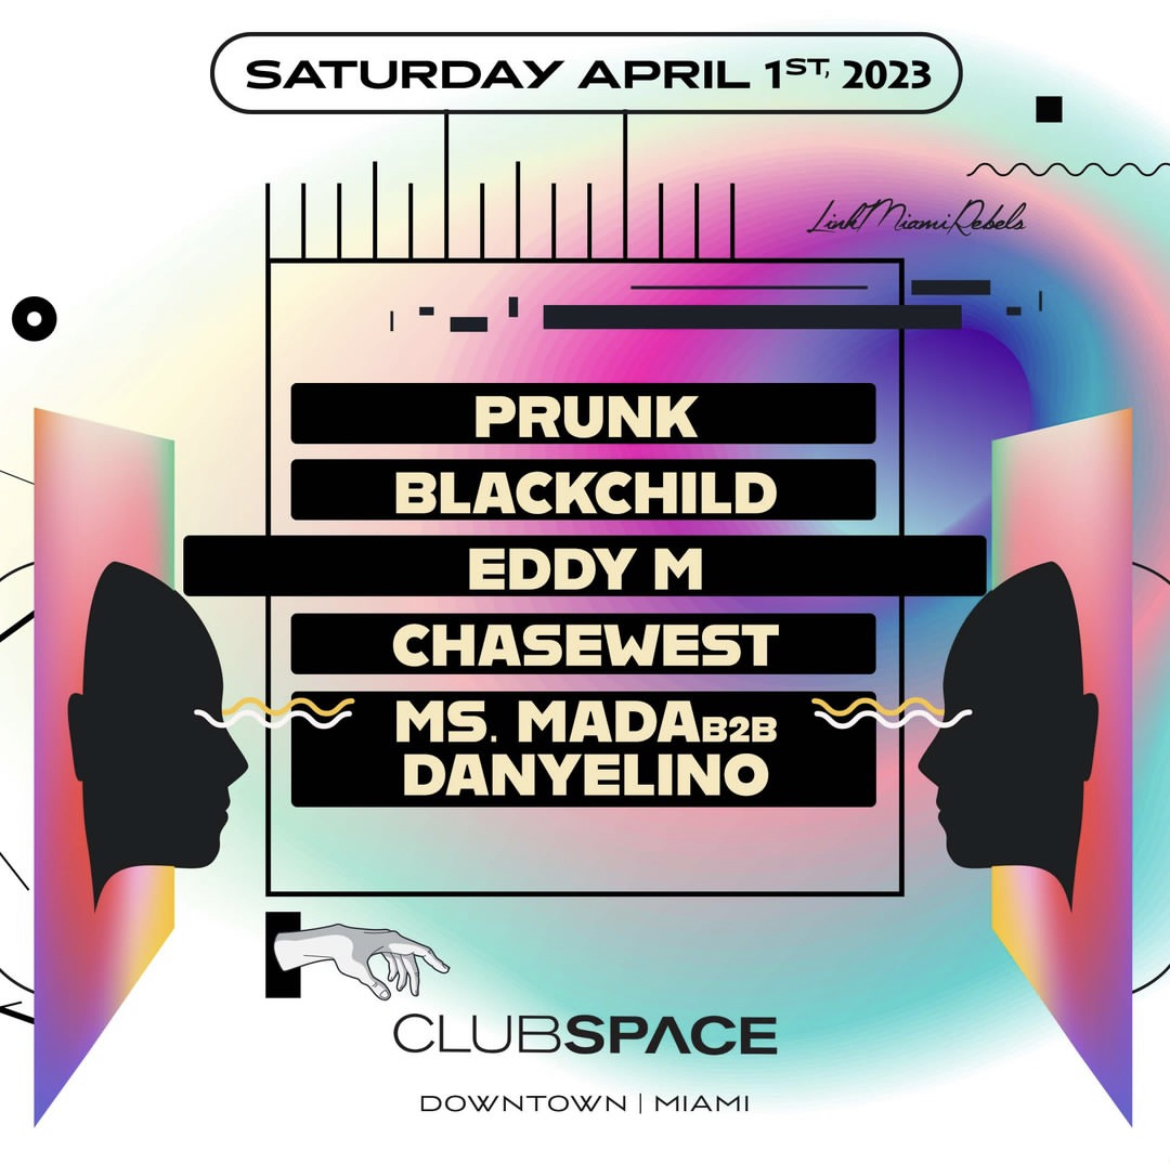 SATURDAY APRIL 1ST, 2023
LinkMiamiRebels
PRUNK
BLACKCHILD
EDDY M
CHASEWEST
MS. MADA B2B
DANYELINO
CLUBSPACE
DOWNTOWN | MIAMI